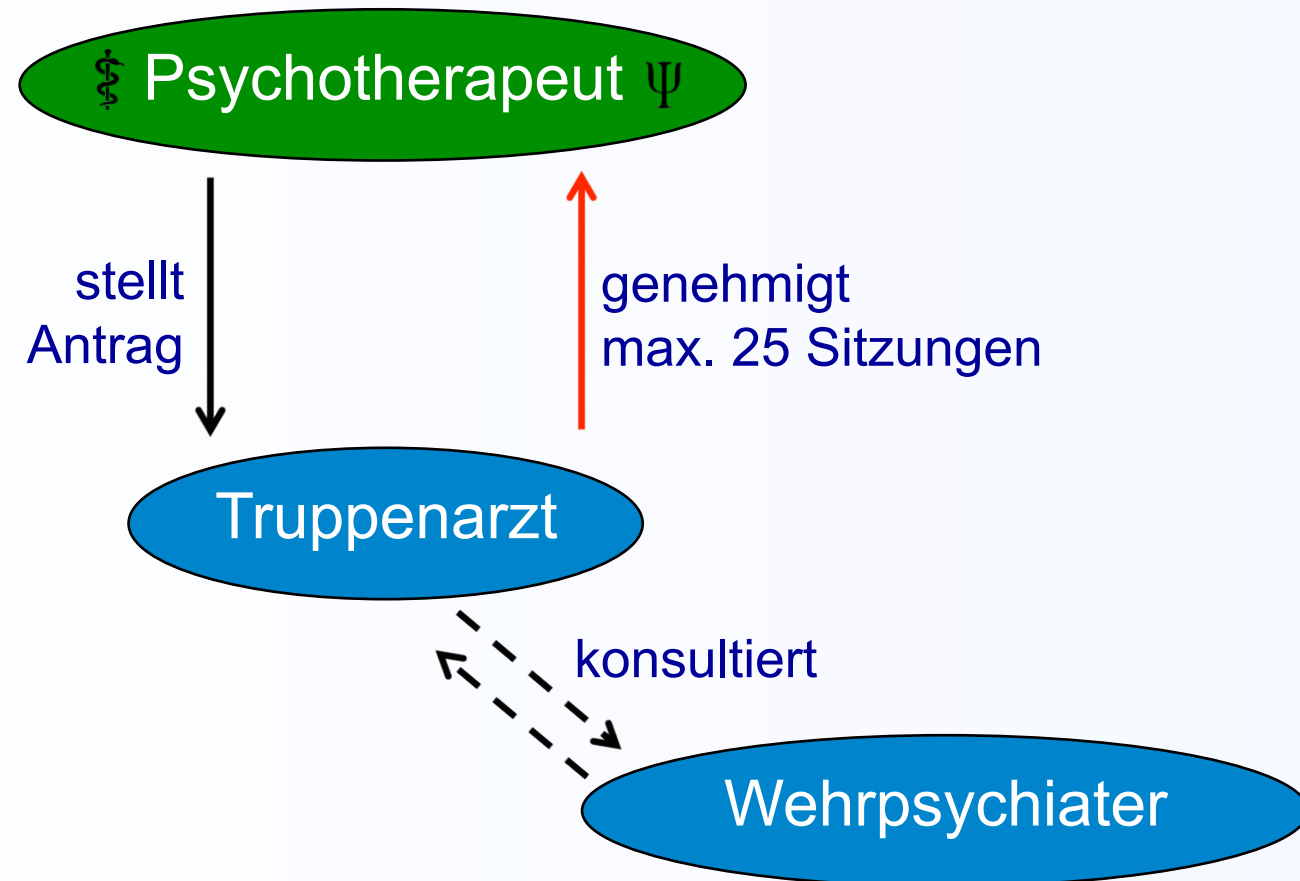 ⚕ Psychotherapeut Ψ
stellt
Antrag
genehmigt
max. 25 Sitzungen
Truppenarzt
konsultiert
Wehrpsychiater